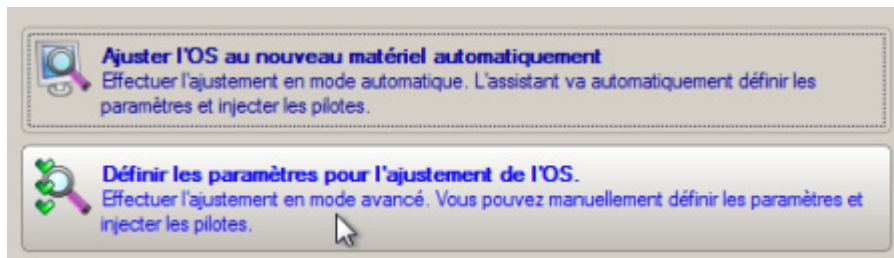 Ajuster l'OS au nouveau matériel automatiquement
Effectuer l'ajustement en mode automatique. L'assistant va automatiquement définir les
paramètres et injecter les pilotes.
Définir les paramètres pour l'ajustement de l'OS.
Effectuer l'ajustement en mode avancé. Vous pouvez manuellement définir les paramètres et
injecter les pilotes.